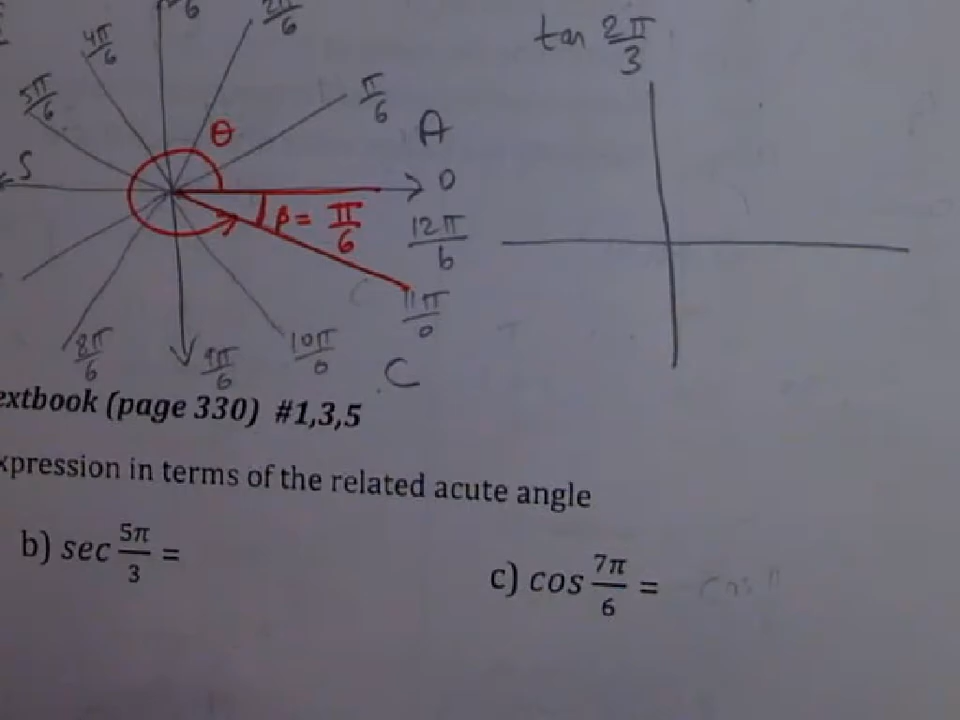 6
2π/6
4π/6
tan 2π/3
5π/6
π/6
θ
A
S
0
β = π/6
12π/6
11π/6
8π/6
9π/6
10π/6
C
extbook (page 330) #1,3,5
xpression in terms of the related acute angle
b) sec 5π/3 =
c) cos 7π/6 = cos π